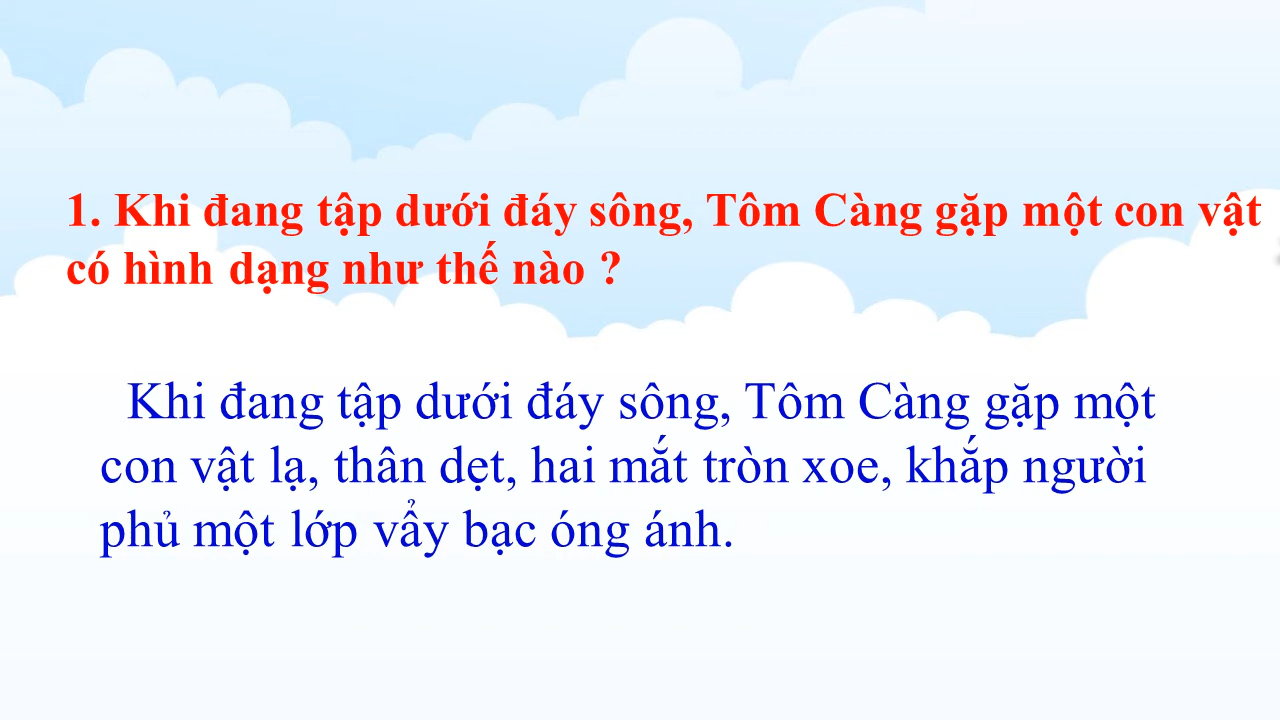 1. Khi đang tập dưới đáy sông, Tôm Càng gặp một con vật
có hình dạng như thế nào ?
Khi đang tập dưới đáy sông, Tôm Càng gặp một
con vật lạ, thân dẹt, hai mắt tròn xoe, khắp người
phủ một lớp vẩy bạc óng ánh.